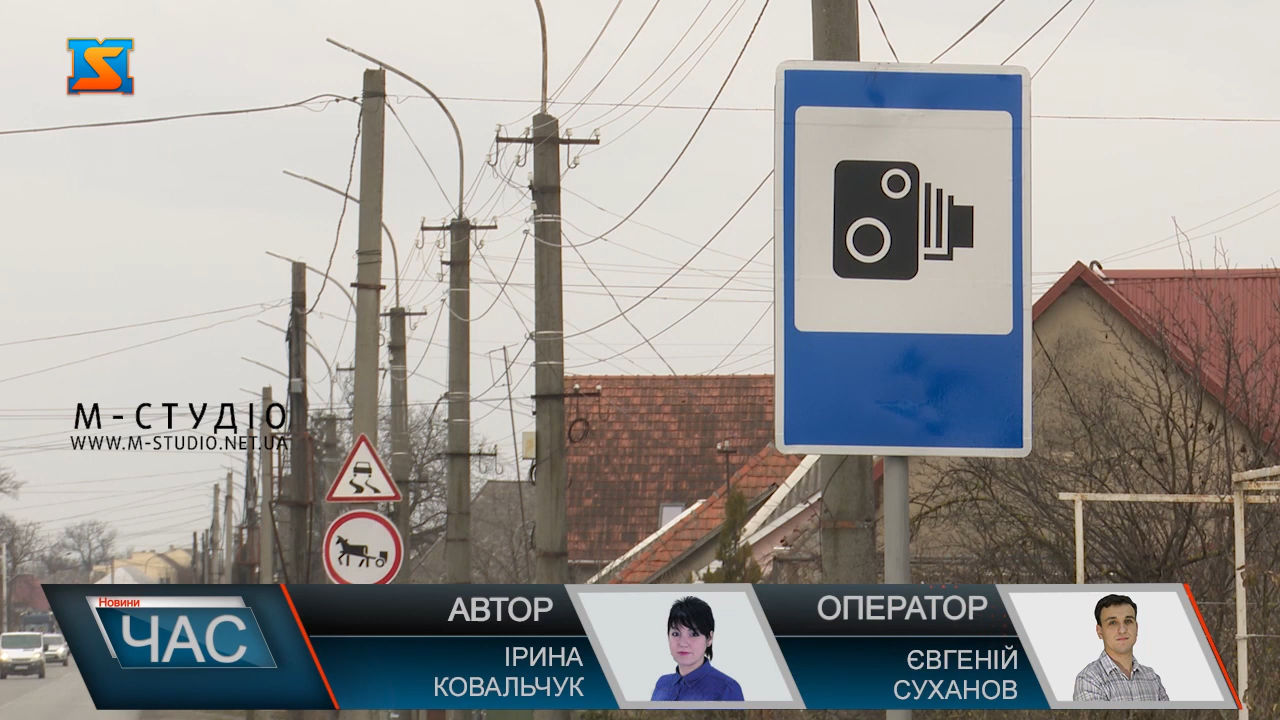 М-СТУДІО
WWW.M-STUDIO.NET.UA
Новини
ЧАС
АВТОР
ІРИНА
КОВАЛЬЧУК
ОПЕРАТОР
ЄВГЕНІЙ
СУХАНОВ